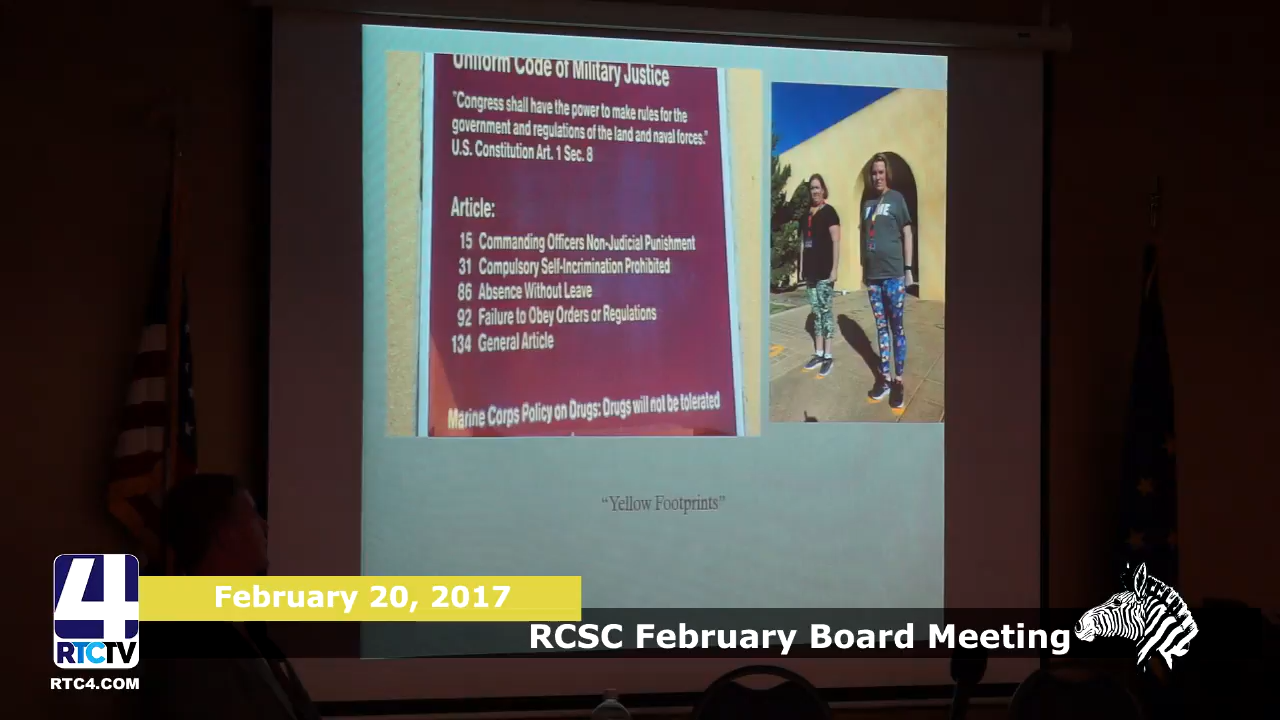 Uniform Code of Military Justice
"Congress shall have the power to make rules for the
government and regulations of the land and naval forces."
U.S. Constitution Art. 1 Sec. 8
Article:
15 Commanding Officers Non-Judicial Punishment
31 Compulsory Self-Incrimination Prohibited
86 Absence Without Leave
92 Failure to Obey Orders or Regulations
134 General Article
Marine Corps Policy on Drugs: Drugs will not be tolerated
"Yellow Footprints"
February 20, 2017
RCSC February Board Meeting
4
RTCTV
RTC4.COM